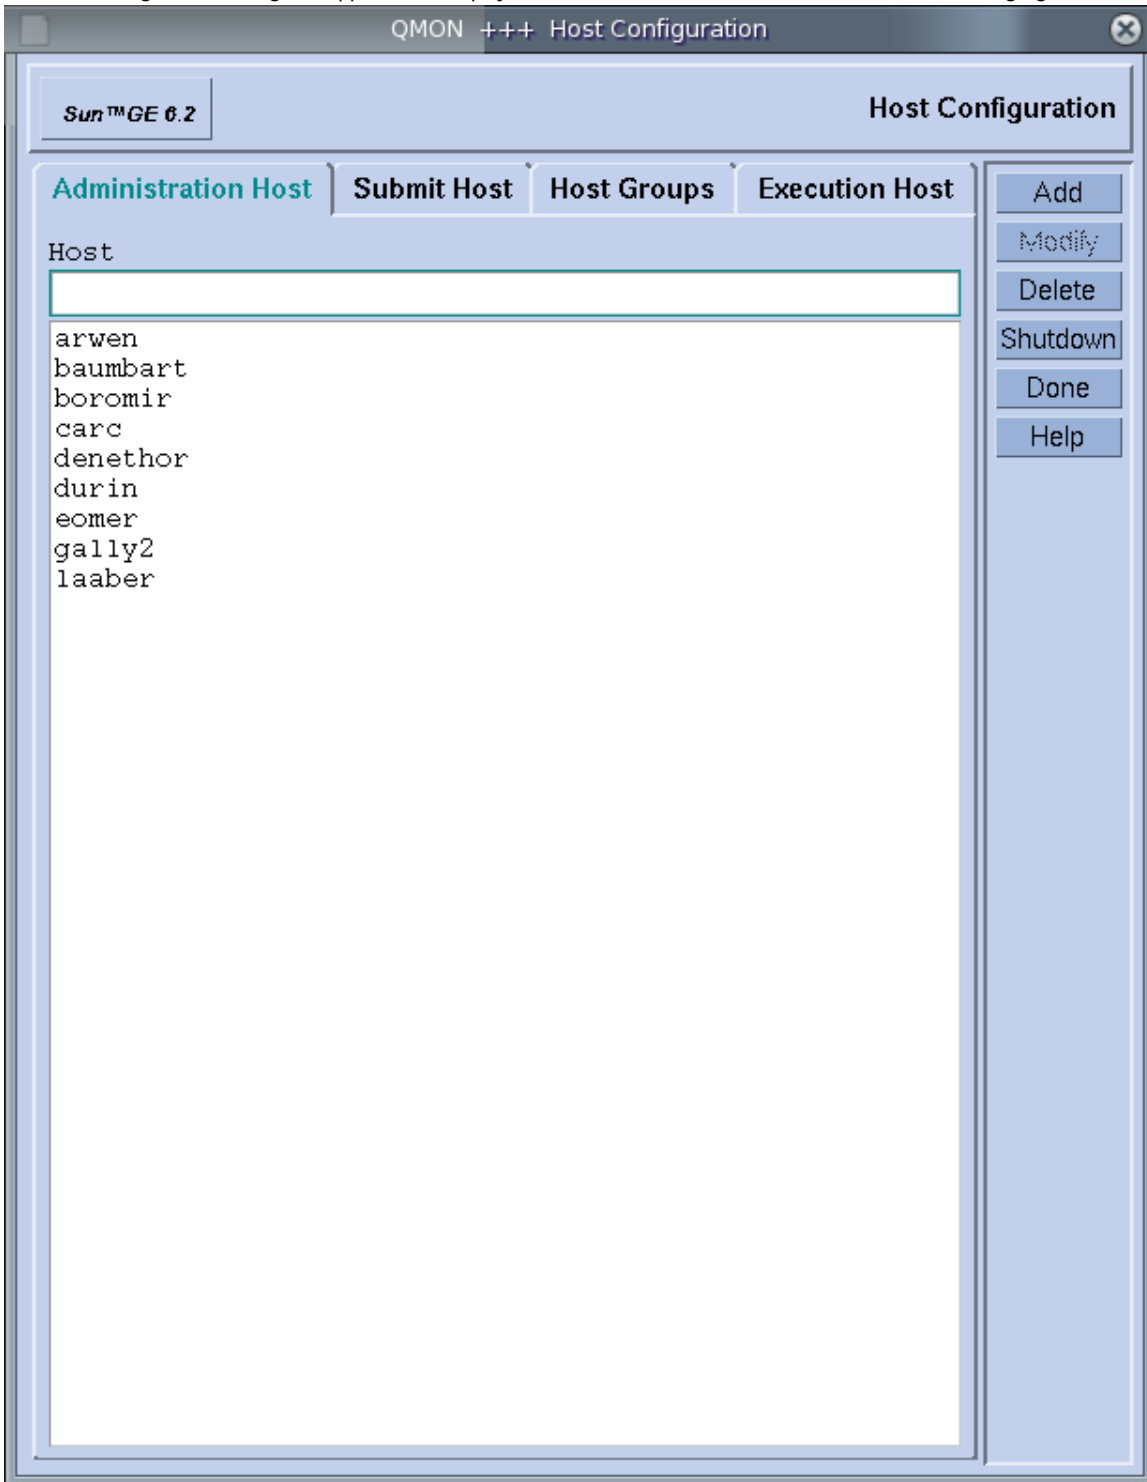 QMON +++ Host Configuration
Sun™GE 6.2
Host Configuration
Administration Host
Submit Host
Host Groups
Execution Host
Host
arwen
baumbart
boromir
carc
denethor
durin
eomer
gally2
laaber
Add
Modify
Delete
Shutdown
Done
Help